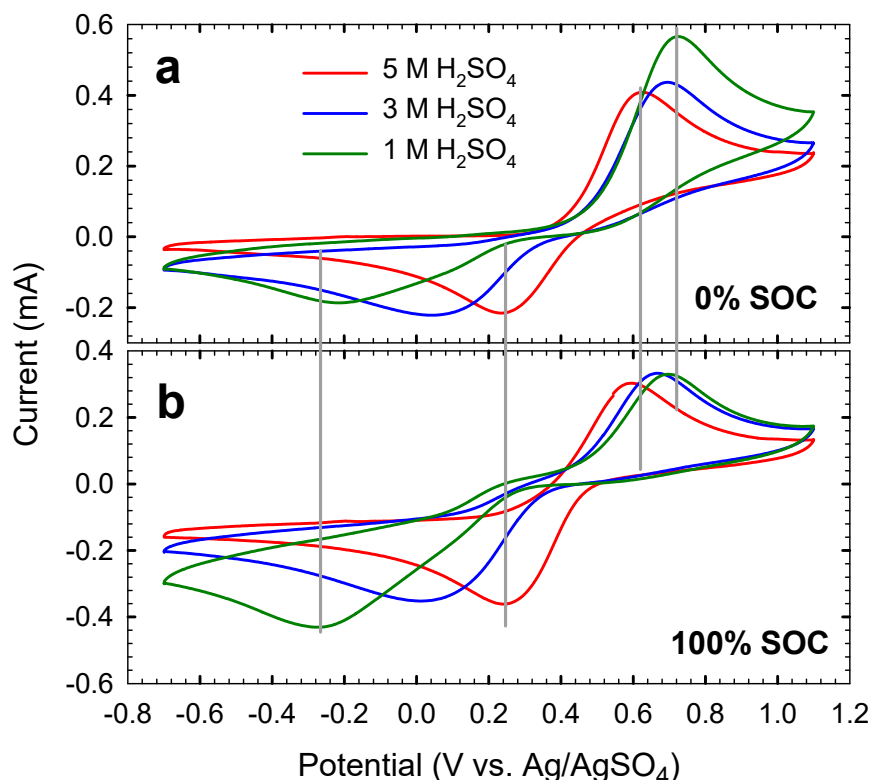 a
5 M H₂SO₄
3 M H₂SO₄
1 M H₂SO₄
0% SOC
0.6
0.4
0.2
0.0
-0.2
b
100% SOC
0.4
0.2
0.0
-0.2
-0.4
-0.6
Current (mA)
-0.8 -0.6 -0.4 -0.2 0.0 0.2 0.4 0.6 0.8 1.0 1.2
Potential (V vs. Ag/AgSO₄)